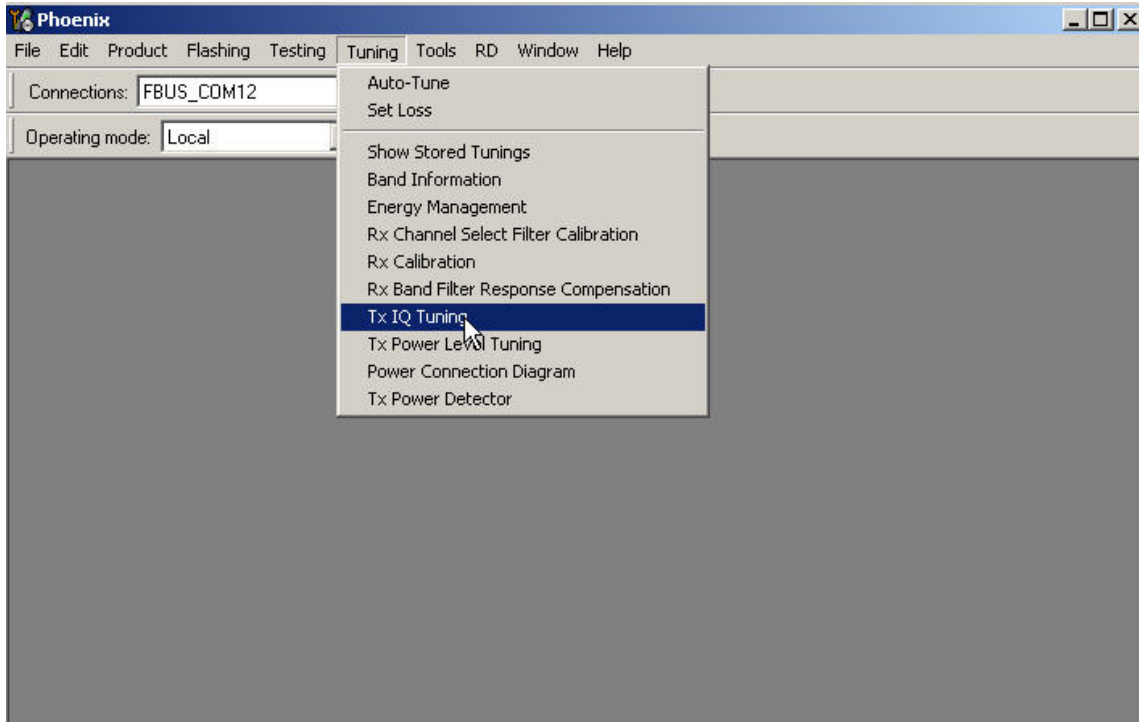 Phoenix
File Edit Product Flashing Testing Tuning Tools RD Window Help
Connections: FBUS_COM12
Operating mode: Local
Auto-Tune
Set Loss
Show Stored Tunings
Band Information
Energy Management
Rx Channel Select Filter Calibration
Rx Calibration
Rx Band Filter Response Compensation
Tx IQ Tuning
Tx Power Level Tuning
Power Connection Diagram
Tx Power Detector